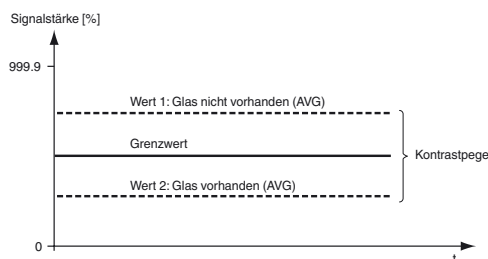 Signalstärke [%]
999.9
Wert 1: Glas nicht vorhanden (AVG)
Grenzwert
Kontrastpege
Wert 2: Glas vorhanden (AVG)
0
t